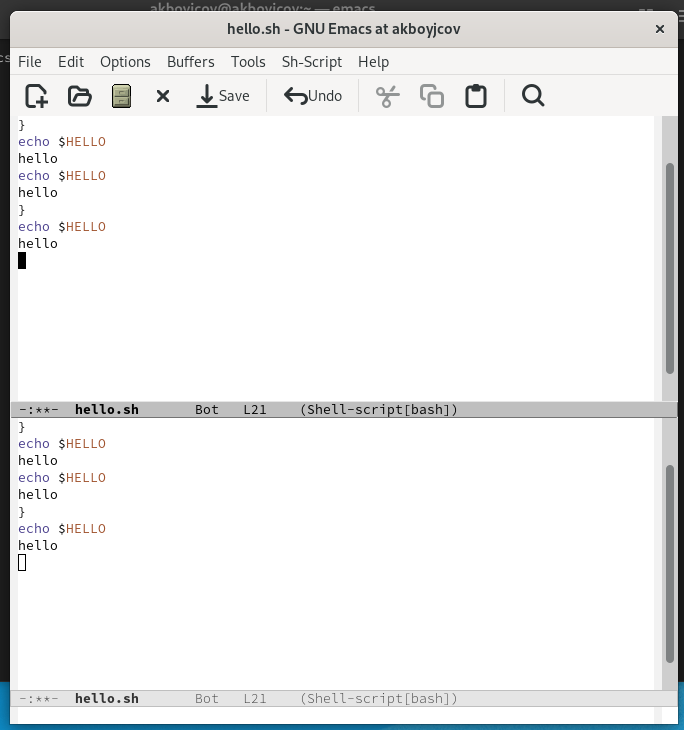 akboyjcov@akboyjcov:~ — emacs
hello.sh - GNU Emacs at akboyjcov
File Edit Options Buffers Tools Sh-Script Help
Save Undo
}
echo $HELLO
hello
echo $HELLO
hello
}
echo $HELLO
hello
-:**- hello.sh Bot L21 (Shell-script[bash])
}
echo $HELLO
hello
echo $HELLO
hello
}
echo $HELLO
hello
-:**- hello.sh Bot L21 (Shell-script[bash])